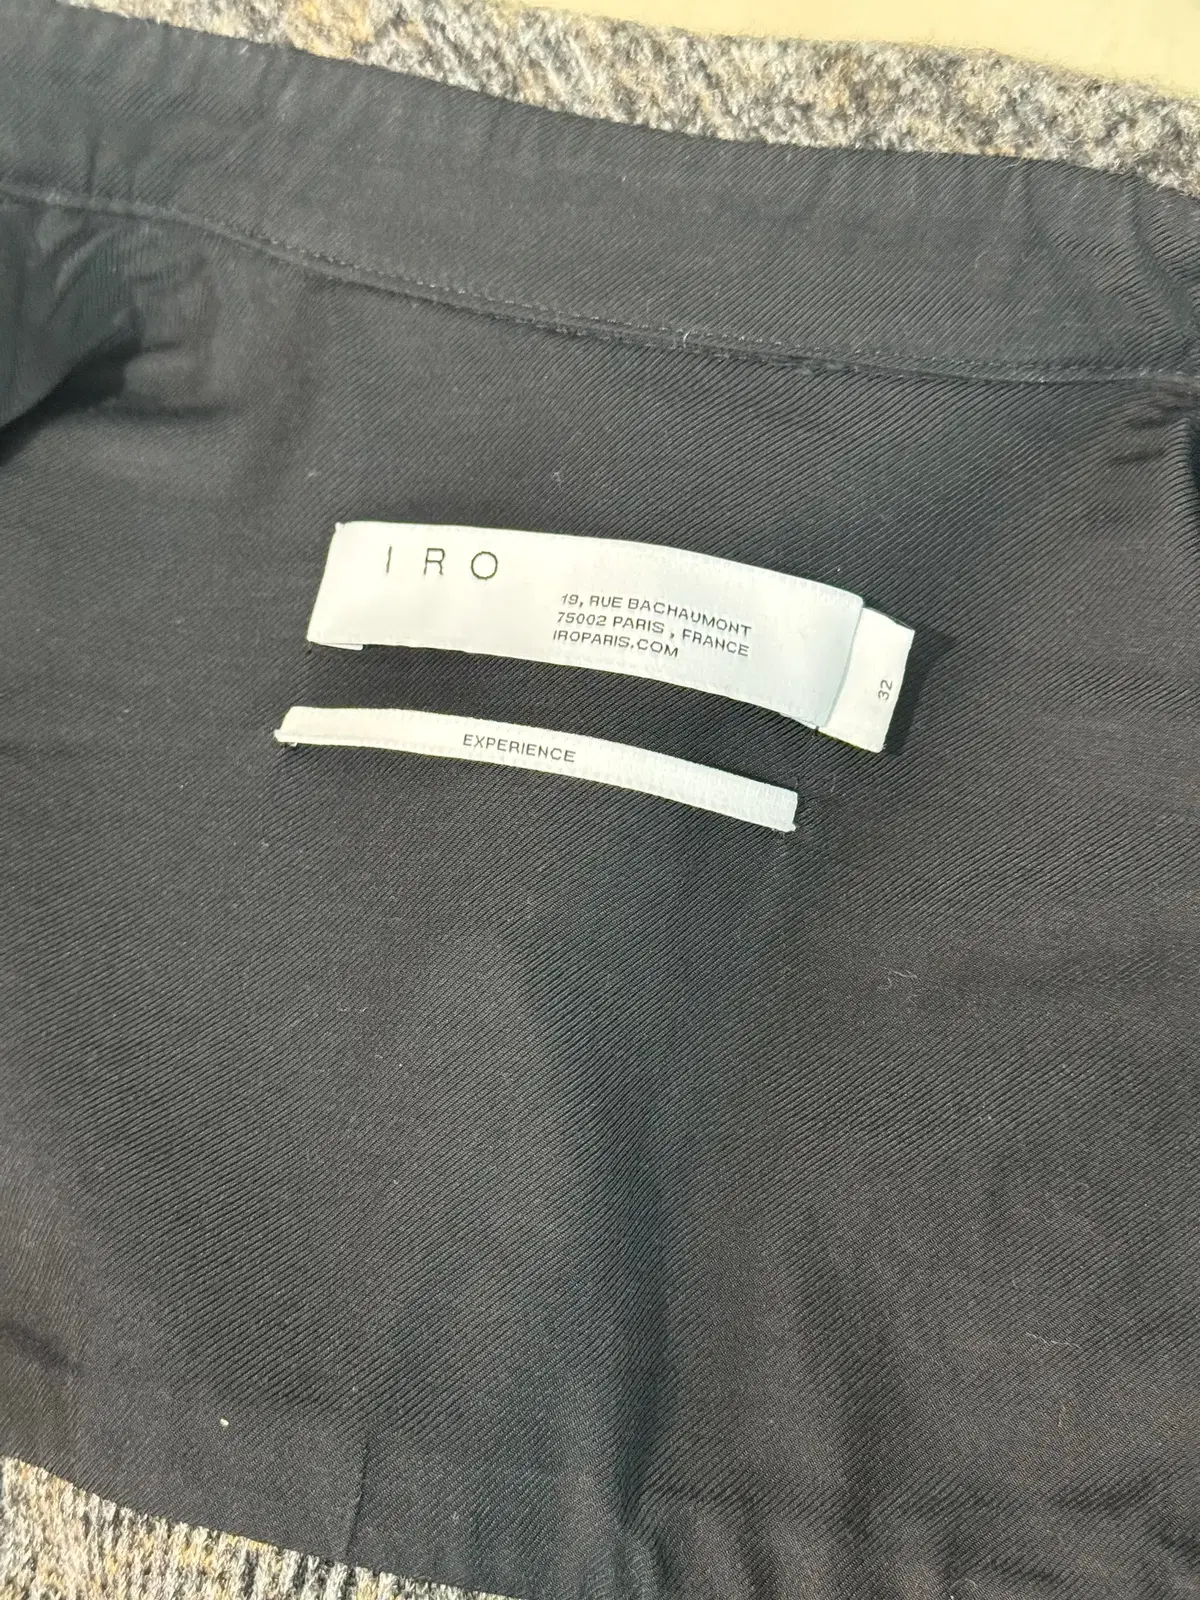 IRO
19, RUE BACHAUMONT
75002 PARIS , FRANCE
IROPARIS.COM
32
EXPERIENCE